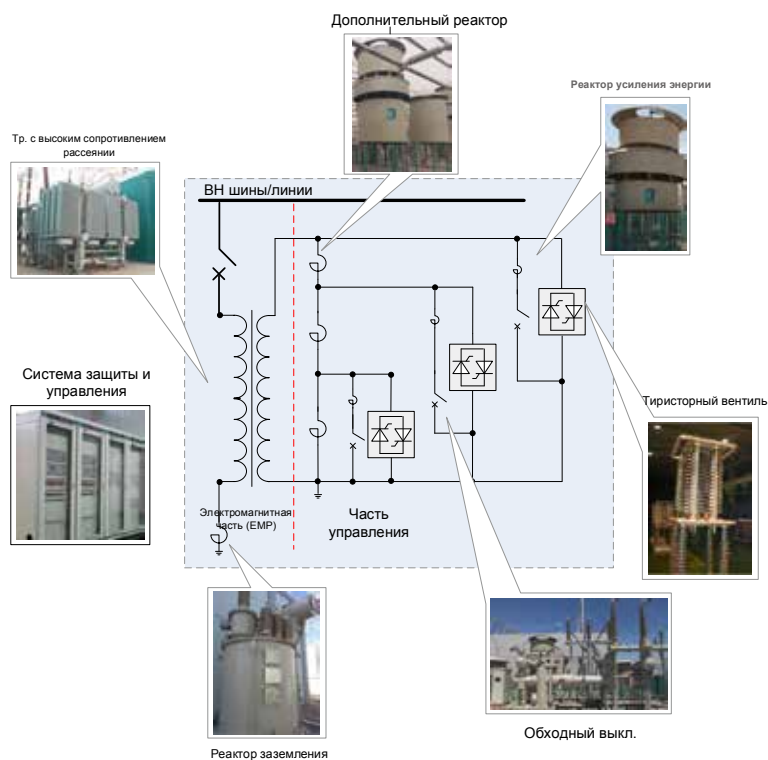 Дополнительный реактор
Реактор усиления энергии
Тр. с высоким сопротивлением
рассеянии
ВН шины/линии
Система защиты и
управления
Тиристорный вентиль
Электромагнитная
часть (EMP)
Часть
управления
Обходный выкл.
Реактор заземления